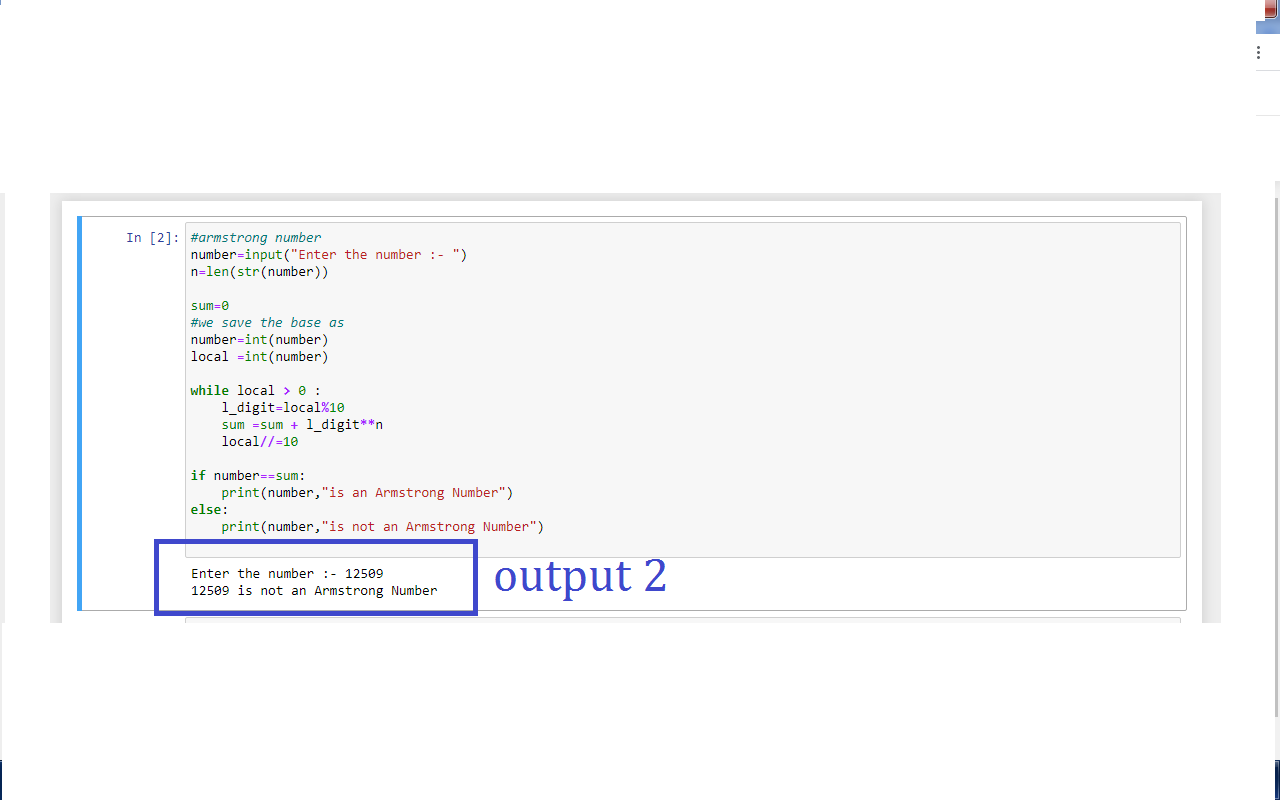 In [2]:
#armstrong number
number=input("Enter the number :- ")
n=len(str(number))
sum=0
#we save the base as
number=int(number)
local =int(number)
while local > 0 :
    l_digit=local%10
    sum =sum + l_digit**n
    local//=10
if number==sum:
    print(number,"is an Armstrong Number")
else:
    print(number,"is not an Armstrong Number")
Enter the number :- 12509
12509 is not an Armstrong Number
output 2